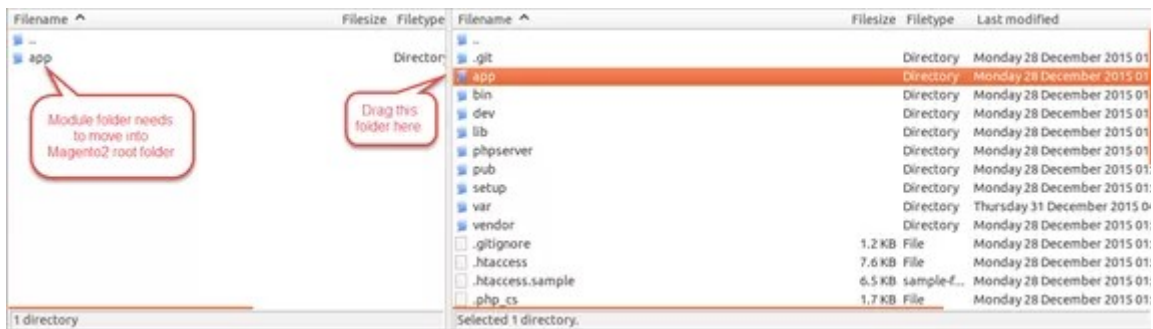 Filename Filesize Filetype
..
app Director
Module folder needs
to move into
Magento2 root folder
Drag this
folder here
1 directory
Filename Filesize Filetype Last modified
..
.git Directory Monday 28 December 2015 01
app Directory Monday 28 December 2015 01
bin Directory Monday 28 December 2015 01
dev Directory Monday 28 December 2015 01
lib Directory Monday 28 December 2015 01
phpserver Directory Monday 28 December 2015 01
pub Directory Monday 28 December 2015 01:
setup Directory Monday 28 December 2015 01:
var Directory Thursday 31 December 2015 04
vendor Directory Monday 28 December 2015 01:
.gitignore 1.2 KB File Monday 28 December 2015 01:
.htaccess 7.6 KB File Monday 28 December 2015 01:
.htaccess.sample 6.5 KB sample-f... Monday 28 December 2015 01:
.php_cs 1.7 KB File Monday 28 December 2015 01:
Selected 1 directory.